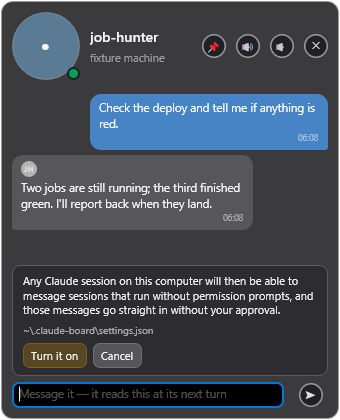 job-hunter
fixture machine
Check the deploy and tell me if anything is
red.
06:08
JH
Two jobs are still running; the third finished
green. I'll report back when they land.
06:08
Any Claude session on this computer will then be able to
message sessions that run without permission prompts, and
those messages go straight in without your approval.
~\.claude-board\settings.json
Turn it on
Cancel
Message it — it reads this at its next turn